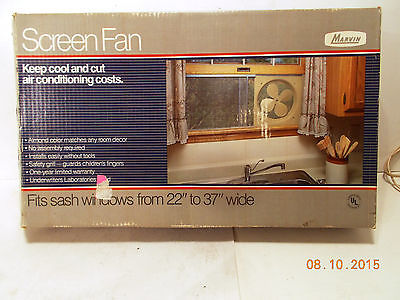 Screen Fan
MARVIN
Keep cool and cut
air conditioning costs.
• Almond color matches any room decor
• No assembly required
• Installs easily without tools
• Safety grill – guards children's fingers
• One-year limited warranty
• Underwriters Laboratories
Fits sash windows from 22" to 37" wide
UL
08.10.2015